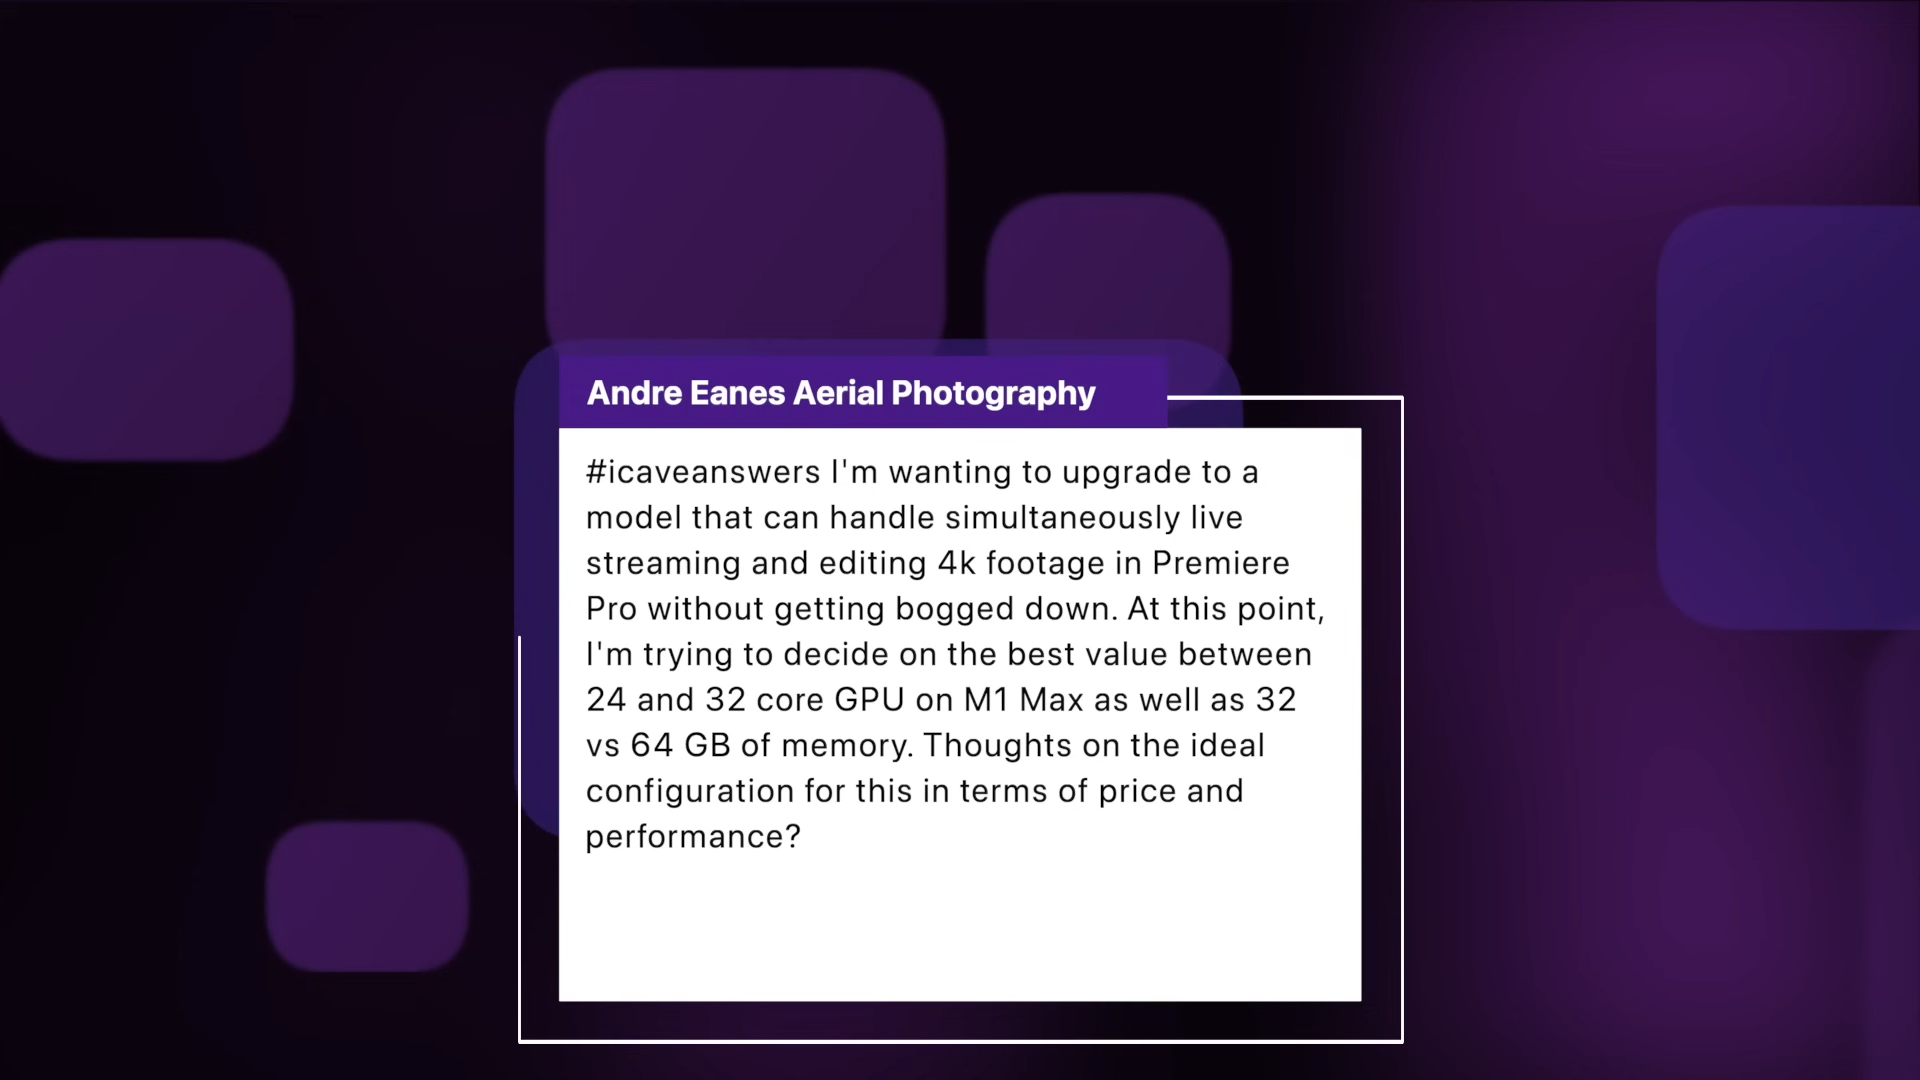 Andre Eanes Aerial Photography
#icaveanswers I'm wanting to upgrade to a
model that can handle simultaneously live
streaming and editing 4k footage in Premiere
Pro without getting bogged down. At this point,
I'm trying to decide on the best value between
24 and 32 core GPU on M1 Max as well as 32
vs 64 GB of memory. Thoughts on the ideal
configuration for this in terms of price and
performance?